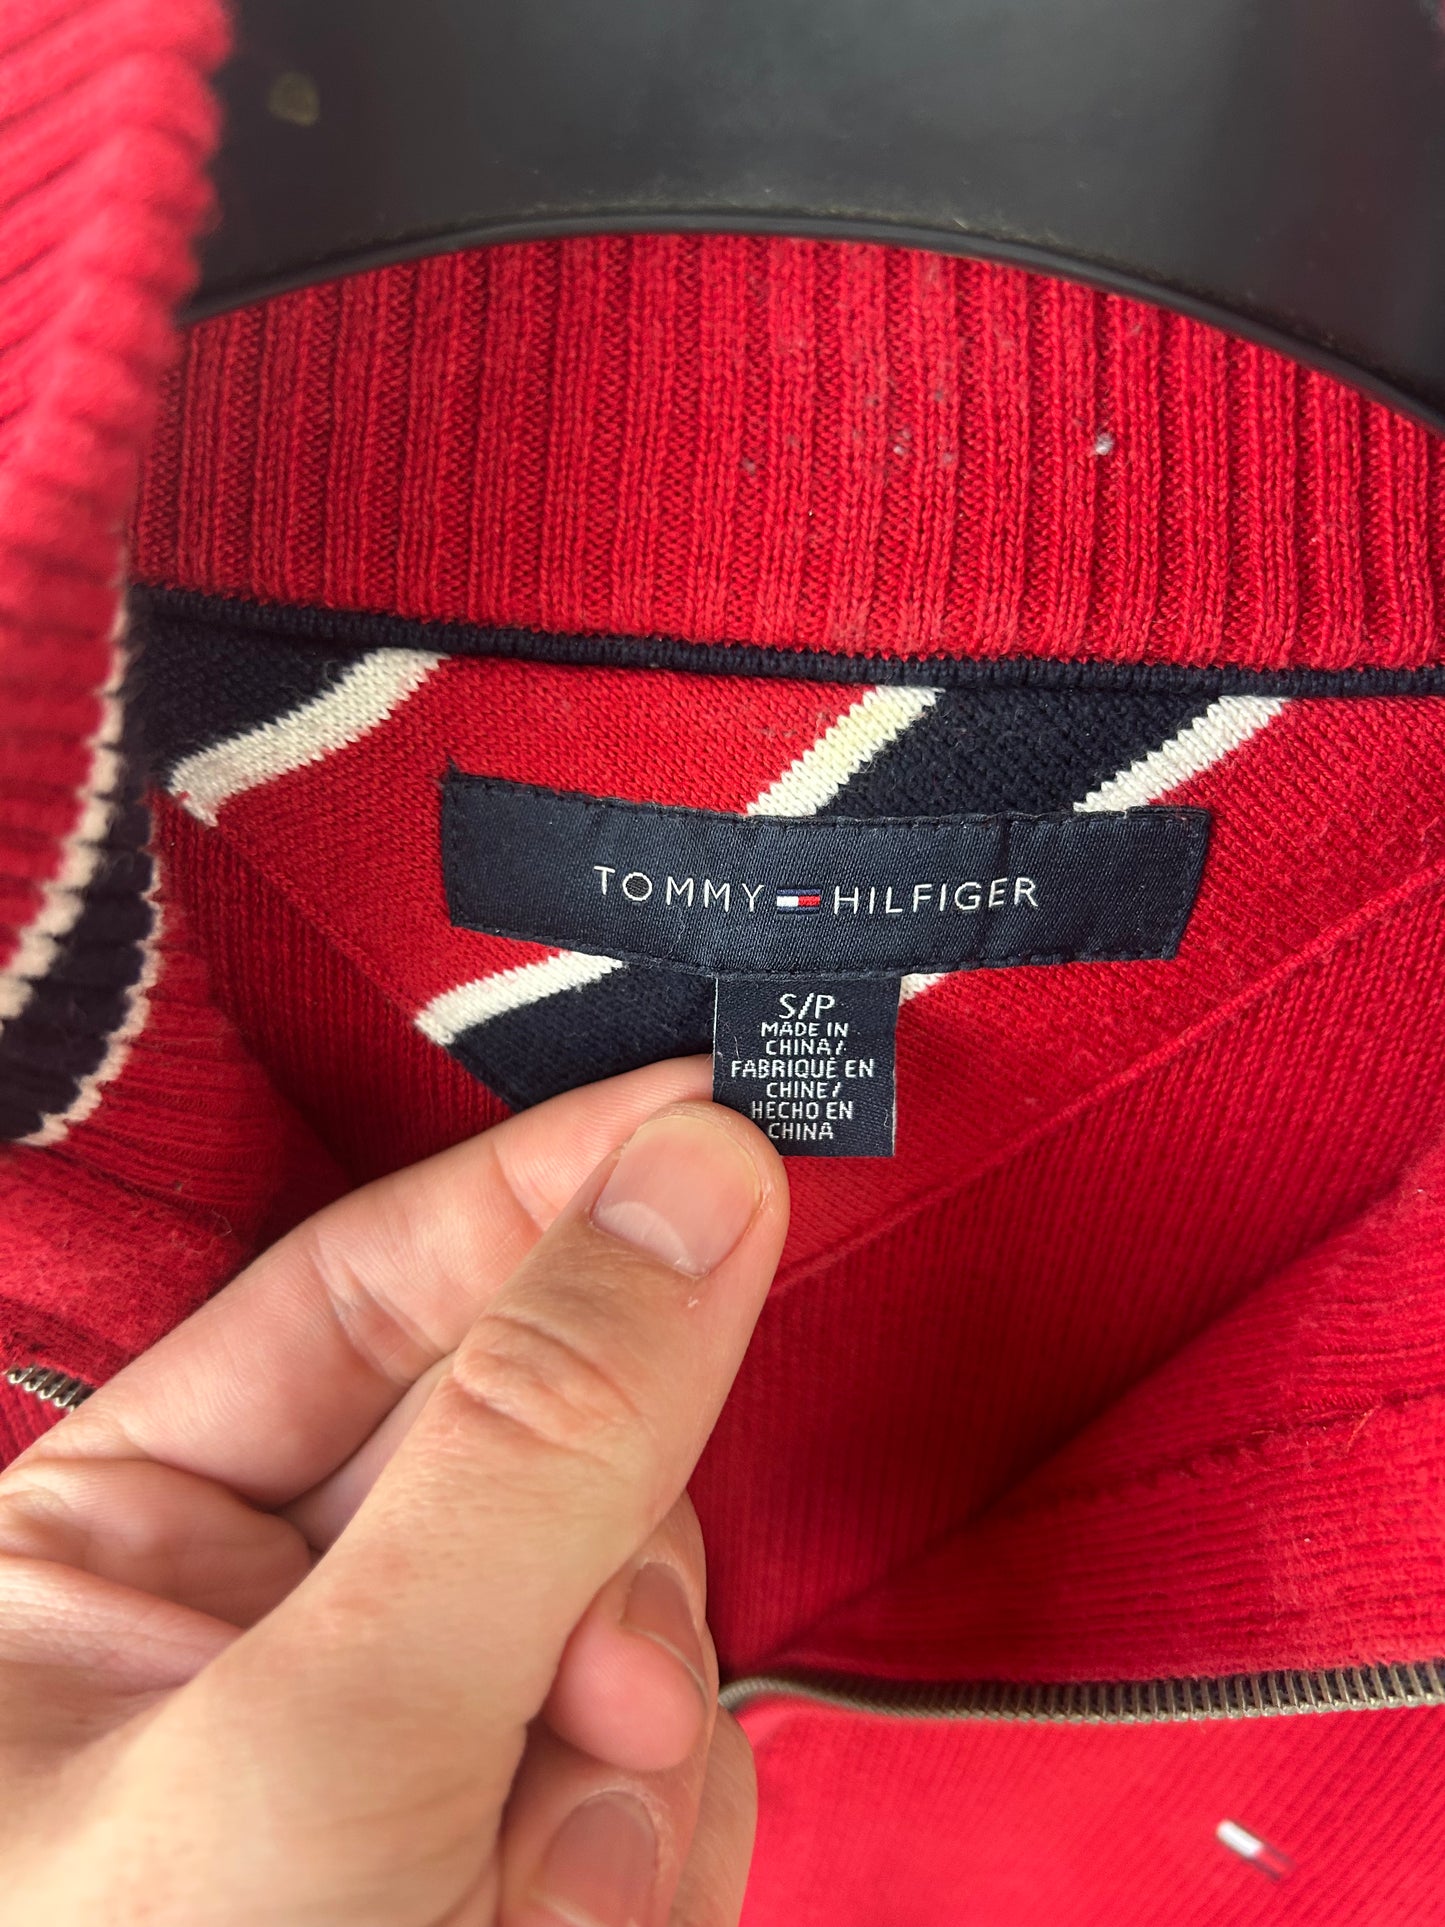 TOMMY HILFIGER
S/P
MADE IN
CHINA/
FABRIQUÉ EN
CHINE/
HECHO EN
CHINA